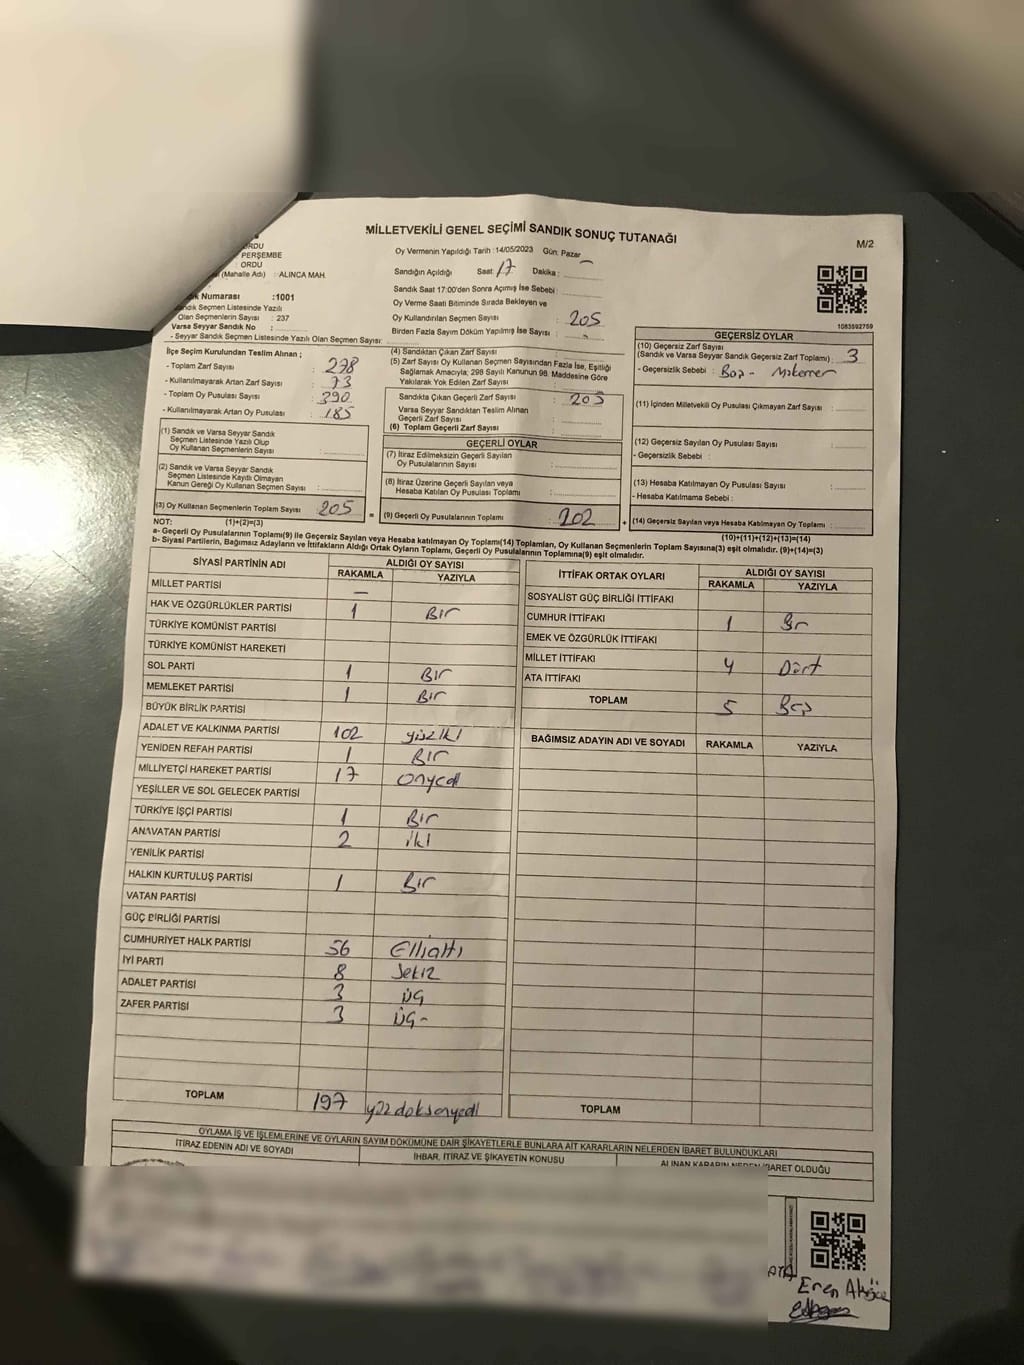 MİLLETVEKİLİ GENEL SEÇİMİ SANDIK SONUÇ TUTANAĞI
M/2
ORDU
PERŞEMBE
: ORDU
(Mahalle Adı) : ALINCA MAH.
Numarası :1001
Sandık Seçmen Listesinde Yazılı
Olan Seçmenlerin Sayısı : 237
Varsa Seyyar Sandık No :
- Seyyar Sandık Seçmen Listesinde Yazılı Olan Seçmen Sayısı:
Oy Vermenin Yapıldığı Tarih :14/05/2023 Gün: Pazar
Sandığın Açıldığı Saat: 17 Dakika :
Sandık Saat 17:00'den Sonra Açılmış İse Sebebi :
Oy Verme Saati Bitiminde Sırada Bekleyen ve
Oy Kullandırılan Seçmen Sayısı : 205
Birden Fazla Sayım Döküm Yapılmış İse Sayısı :
1083592759
İlçe Seçim Kurulundan Teslim Alınan ;
- Toplam Zarf Sayısı : 278
- Kullanılmayarak Artan Zarf Sayısı : 73
- Toplam Oy Pusulası Sayısı : 390
- Kullanılmayarak Artan Oy Pusulası : 185
(1) Sandık ve Varsa Seyyar Sandık
Seçmen Listesinde Yazılı Olup
Oy Kullanan Seçmenlerin Sayısı :
(2) Sandık ve Varsa Seyyar Sandık
Seçmen Listesinde Kayıtlı Olmayan
Kanun Gereği Oy Kullanan Seçmen Sayısı :
(3) Oy Kullanan Seçmenlerin Toplam Sayısı 205
(4) Sandıktan Çıkan Zarf Sayısı :
(5) Zarf Sayısı Oy Kullanan Seçmen Sayısından Fazla İse, Eşitliği
Sağlamak Amacıyla; 298 Sayılı Kanunun 98. Maddesine Göre
Yakılarak Yok Edilen Zarf Sayısı :
Sandıkta Çıkan Geçerli Zarf Sayısı : 205
Varsa Seyyar Sandıktan Teslim Alınan
Geçerli Zarf Sayısı :
(6) Toplam Geçerli Zarf Sayısı :
GEÇERLİ OYLAR
(7) İtiraz Edilmeksizin Geçerli Sayılan
Oy Pusulalarının Sayısı :
(8) İtiraz Üzerine Geçerli Sayılan veya
Hesaba Katılan Oy Pusulası Toplamı :
= (9) Geçerli Oy Pusulalarının Toplamı : 202
GEÇERSİZ OYLAR
(10) Geçersiz Zarf Sayısı
(Sandık ve Varsa Seyyar Sandık Geçersiz Zarf Toplamı) : 3
- Geçersizlik Sebebi : Boş -
(11) İçinden Milletvekili Oy Pusulası Çıkmayan Zarf Sayısı :
(12) Geçersiz Sayılan Oy Pusulası Sayısı :
- Geçersizlik Sebebi :
(13) Hesaba Katılmayan Oy Pusulası Sayısı :
- Hesaba Katılmama Sebebi :
+ (14) Geçersiz Sayılan veya Hesaba Katılmayan Oy Toplamı :
NOT: (1)+(2)=(3)
(10)+(11)+(12)+(13)=(14)
a- Geçerli Oy Pusulalarının Toplamı(9) ile Geçersiz Sayılan veya Hesaba katılmayan Oy Toplamı(14) Toplamları, Oy Kullanan Seçmenlerin Toplam Sayısına(3) eşit olmalıdır. (9)+(14)=(3)
b- Siyasi Partilerin, Bağımsız Adayların ve İttifakların Aldığı Ortak Oyların Toplamı, Geçerli Oy Pusulalarının Toplamına(9) eşit olmalıdır.
SİYASİ PARTİNİN ADI
ALDIĞI OY SAYISI
RAKAMLA YAZIYLA
MİLLET PARTİSİ —
HAK VE ÖZGÜRLÜKLER PARTİSİ 1 Bir
TÜRKİYE KOMÜNİST PARTİSİ
TÜRKİYE KOMÜNİST HAREKETİ
SOL PARTİ 1 Bir
MEMLEKET PARTİSİ 1 Bir
BÜYÜK BİRLİK PARTİSİ
ADALET VE KALKINMA PARTİSİ 102 yüziki
YENİDEN REFAH PARTİSİ 1 Bir
MİLLİYETÇİ HAREKET PARTİSİ 17 Onyedi
YEŞİLLER VE SOL GELECEK PARTİSİ
TÜRKİYE İŞÇİ PARTİSİ 1 Bir
ANAVATAN PARTİSİ 2 iki
YENİLİK PARTİSİ
HALKIN KURTULUŞ PARTİSİ 1 Bir
VATAN PARTİSİ
GÜÇ BİRLİĞİ PARTİSİ
CUMHURİYET HALK PARTİSİ 56 Ellialtı
İYİ PARTİ 8 Sekiz
ADALET PARTİSİ 3 üç
ZAFER PARTİSİ 3 üç-
TOPLAM 197 yüzdoksanyedi
İTTİFAK ORTAK OYLARI
ALDIĞI OY SAYISI
RAKAMLA YAZIYLA
SOSYALİST GÜÇ BİRLİĞİ İTTİFAKI
CUMHUR İTTİFAKI 1 Bir
EMEK VE ÖZGÜRLÜK İTTİFAKI
MİLLET İTTİFAKI 4 Dört
ATA İTTİFAKI
TOPLAM 5 Beş
BAĞIMSIZ ADAYIN ADI VE SOYADI RAKAMLA YAZIYLA
TOPLAM
OYLAMA İŞ VE İŞLEMLERİNE VE OYLARIN SAYIM DÖKÜMÜNE DAİR ŞİKAYETLERLE BUNLARA AİT KARARLARIN NELERDEN İBARET BULUNDUKLARI
İTİRAZ EDENİN ADI VE SOYADI
İHBAR, İTİRAZ VE ŞİKAYETİN KONUSU
ALINAN KARARIN NEDEN İBARET OLDUĞU
Eren